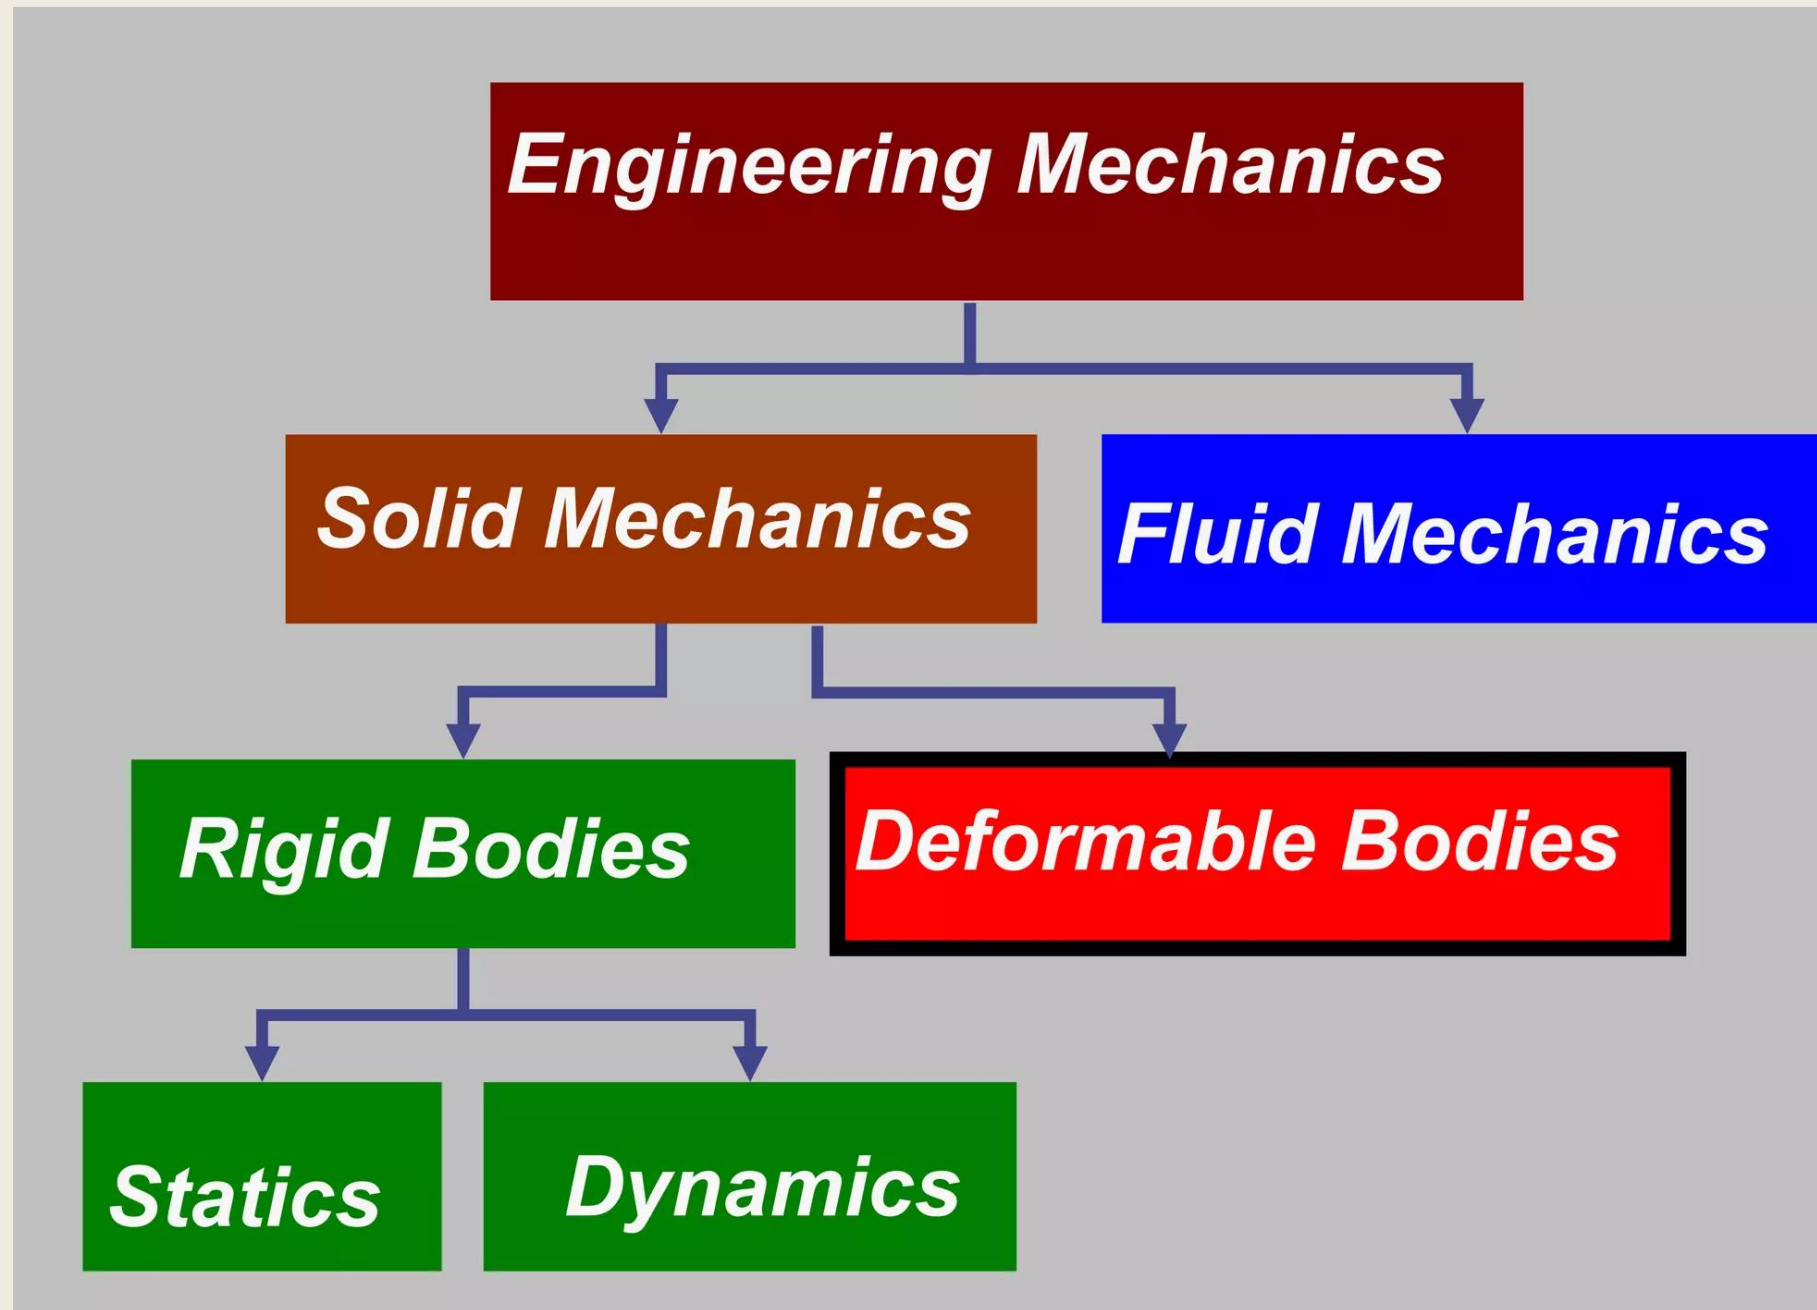 Engineering Mechanics
Solid Mechanics
Fluid Mechanics
Rigid Bodies
Deformable Bodies
Statics
Dynamics